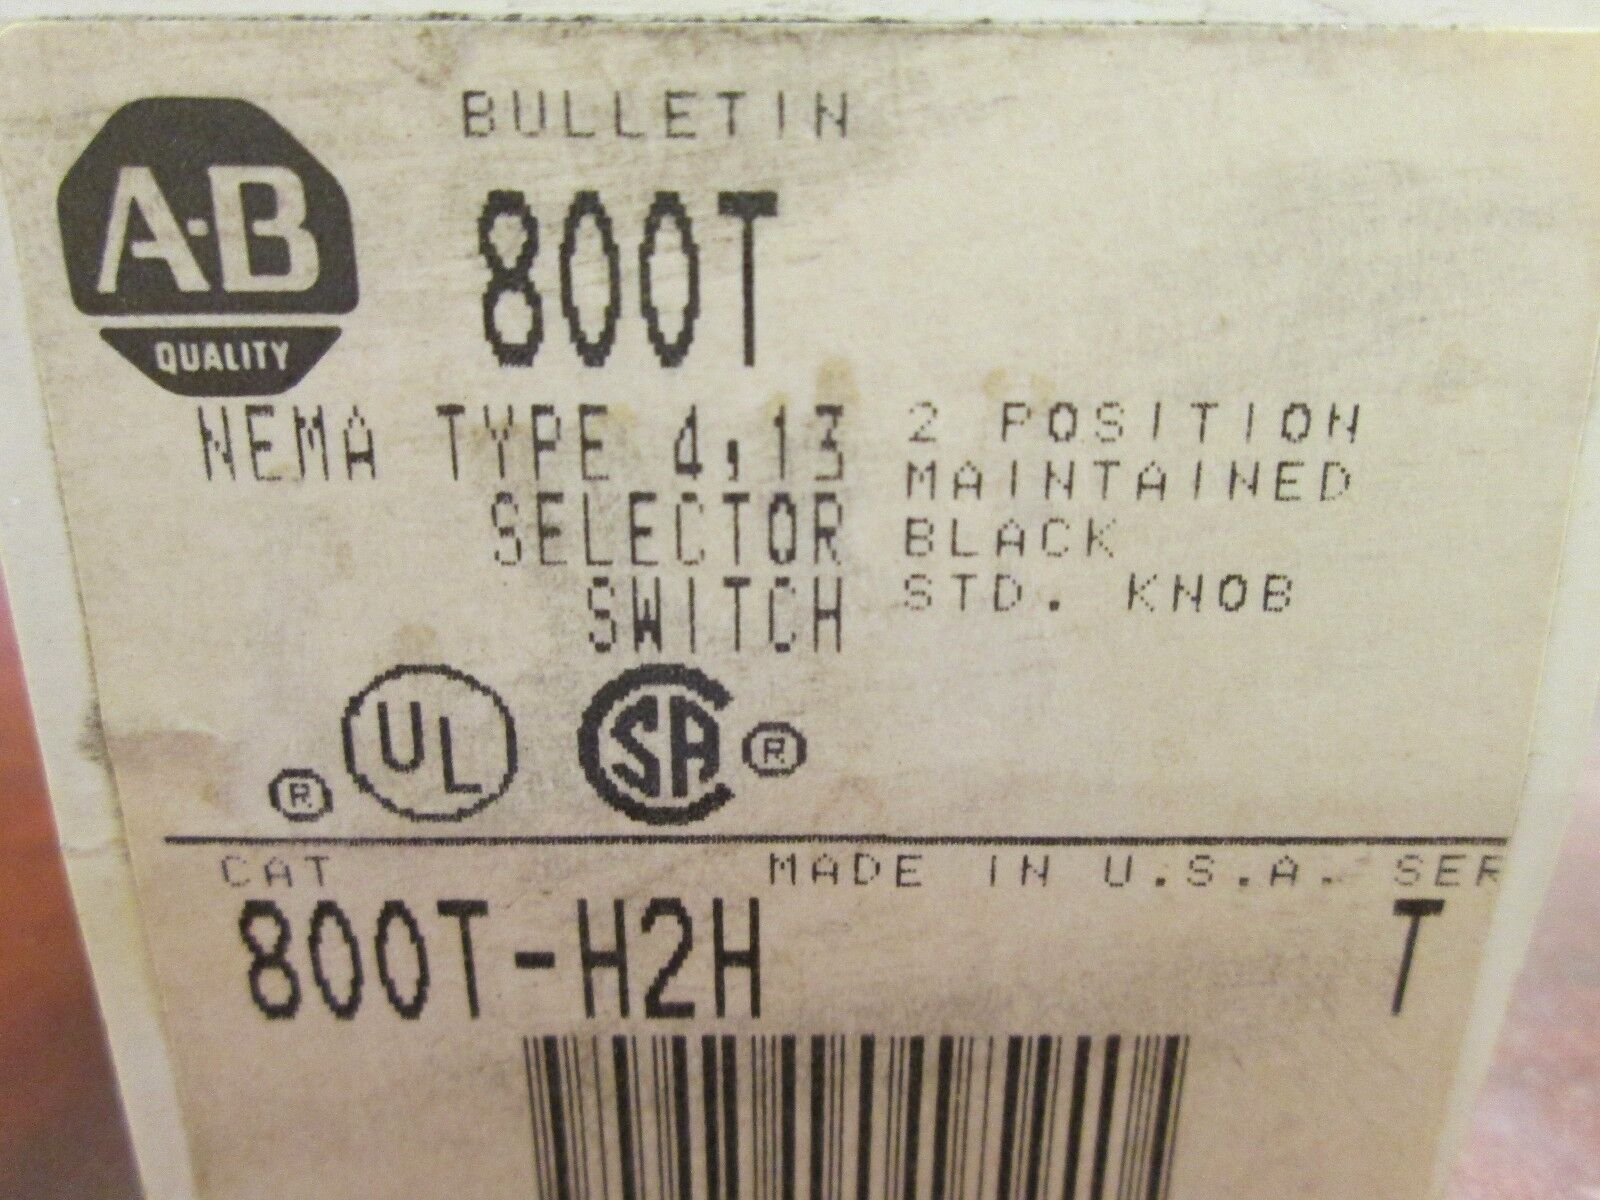 A-B
QUALITY
BULLETIN
800T
NEMA TYPE 4,13
SELECTOR
SWITCH
2 POSITION
MAINTAINED
BLACK
STD. KNOB
® UL
CSA ®
CAT
MADE IN U.S.A.
SER
800T-H2H
T